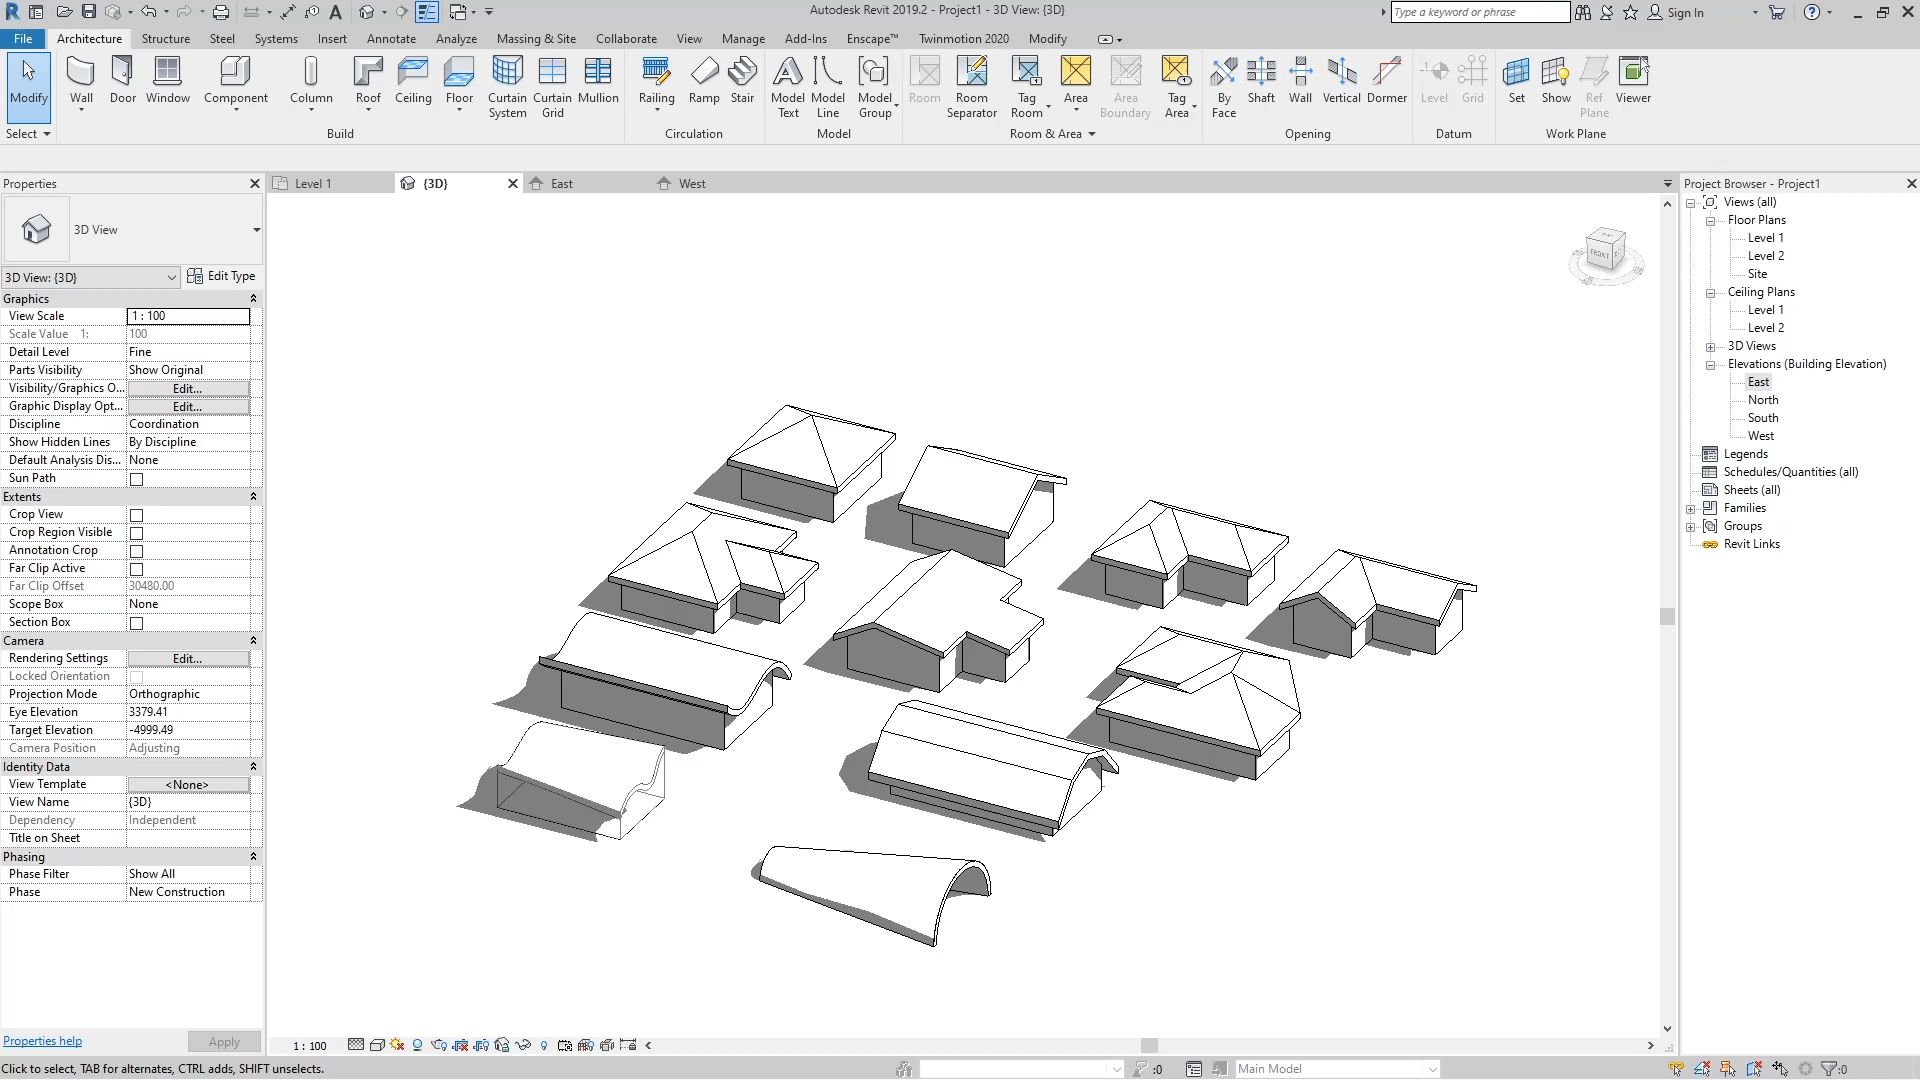 Autodesk Revit 2019.2 - Project1 - 3D View: {3D}
Type a keyword or phrase
Sign In
File Architecture Structure Steel Systems Insert Annotate Analyze Massing & Site Collaborate View Manage Add-Ins Enscape™ Twinmotion 2020 Modify
Modify Wall Door Window Component Column Roof Ceiling Floor Curtain System Curtain Grid Mullion Railing Ramp Stair Model Text Model Line Model Group Room Room Separator Tag Room Area Area Boundary Tag Area By Face Shaft Wall Vertical Dormer Level Grid Set Show Ref Plane Viewer
Select Build Circulation Model Room & Area Opening Datum Work Plane
Properties
Level 1 {3D} East West
3D View
3D View: {3D} Edit Type
Graphics
View Scale 1 : 100
Scale Value 1: 100
Detail Level Fine
Parts Visibility Show Original
Visibility/Graphics O... Edit...
Graphic Display Opt... Edit...
Discipline Coordination
Show Hidden Lines By Discipline
Default Analysis Dis... None
Sun Path
Extents
Crop View
Crop Region Visible
Annotation Crop
Far Clip Active
Far Clip Offset 30480.00
Scope Box None
Section Box
Camera
Rendering Settings Edit...
Locked Orientation
Projection Mode Orthographic
Eye Elevation 3379.41
Target Elevation -4999.49
Camera Position Adjusting
Identity Data
View Template <None>
View Name {3D}
Dependency Independent
Title on Sheet
Phasing
Phase Filter Show All
Phase New Construction
Properties help Apply
FRONT
Project Browser - Project1
Views (all)
Floor Plans
Level 1
Level 2
Site
Ceiling Plans
Level 1
Level 2
3D Views
Elevations (Building Elevation)
East
North
South
West
Legends
Schedules/Quantities (all)
Sheets (all)
Families
Groups
Revit Links
1 : 100
Click to select, TAB for alternates, CTRL adds, SHIFT unselects.
:0
Main Model
:0